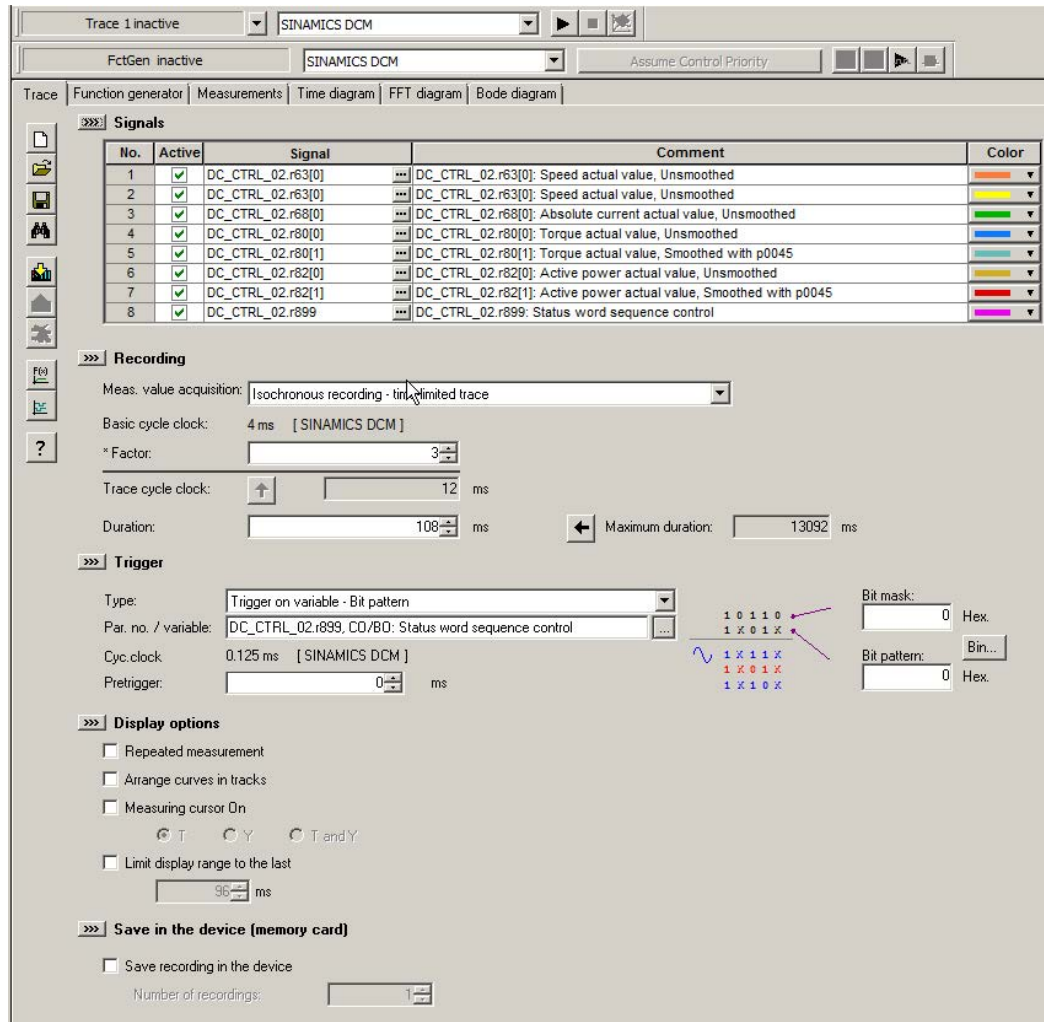 Trace 1 inactive SINAMICS DCM
FctGen inactive SINAMICS DCM Assume Control Priority
Trace Function generator Measurements Time diagram FFT diagram Bode diagram
>>> Signals
No. Active Signal Comment Color
1 DC_CTRL_02.r63[0] ... DC_CTRL_02.r63[0]: Speed actual value, Unsmoothed
2 DC_CTRL_02.r63[0] ... DC_CTRL_02.r63[0]: Speed actual value, Unsmoothed
3 DC_CTRL_02.r68[0] ... DC_CTRL_02.r68[0]: Absolute current actual value, Unsmoothed
4 DC_CTRL_02.r80[0] ... DC_CTRL_02.r80[0]: Torque actual value, Unsmoothed
5 DC_CTRL_02.r80[1] ... DC_CTRL_02.r80[1]: Torque actual value, Smoothed with p0045
6 DC_CTRL_02.r82[0] ... DC_CTRL_02.r82[0]: Active power actual value, Unsmoothed
7 DC_CTRL_02.r82[1] ... DC_CTRL_02.r82[1]: Active power actual value, Smoothed with p0045
8 DC_CTRL_02.r899 ... DC_CTRL_02.r899: Status word sequence control
>>> Recording
Meas. value acquisition: Isochronous recording - time-limited trace
Basic cycle clock: 4 ms [ SINAMICS DCM ]
* Factor: 3
Trace cycle clock: 12 ms
Duration: 108 ms Maximum duration: 13092 ms
>>> Trigger
Type: Trigger on variable - Bit pattern
Par. no. / variable: DC_CTRL_02.r899, CO/BO: Status word sequence control ...
Cyc.clock 0.125 ms [ SINAMICS DCM ]
Pretrigger: 0 ms
1 0 1 1 0
1 X 0 1 X
1 X 1 1 X
1 X 0 1 X
1 X 1 0 X
Bit mask:
0 Hex.
Bin...
Bit pattern:
0 Hex.
>>> Display options
Repeated measurement
Arrange curves in tracks
Measuring cursor On
T Y T and Y
Limit display range to the last
96 ms
>>> Save in the device (memory card)
Save recording in the device
Number of recordings: 1
F(x)
?